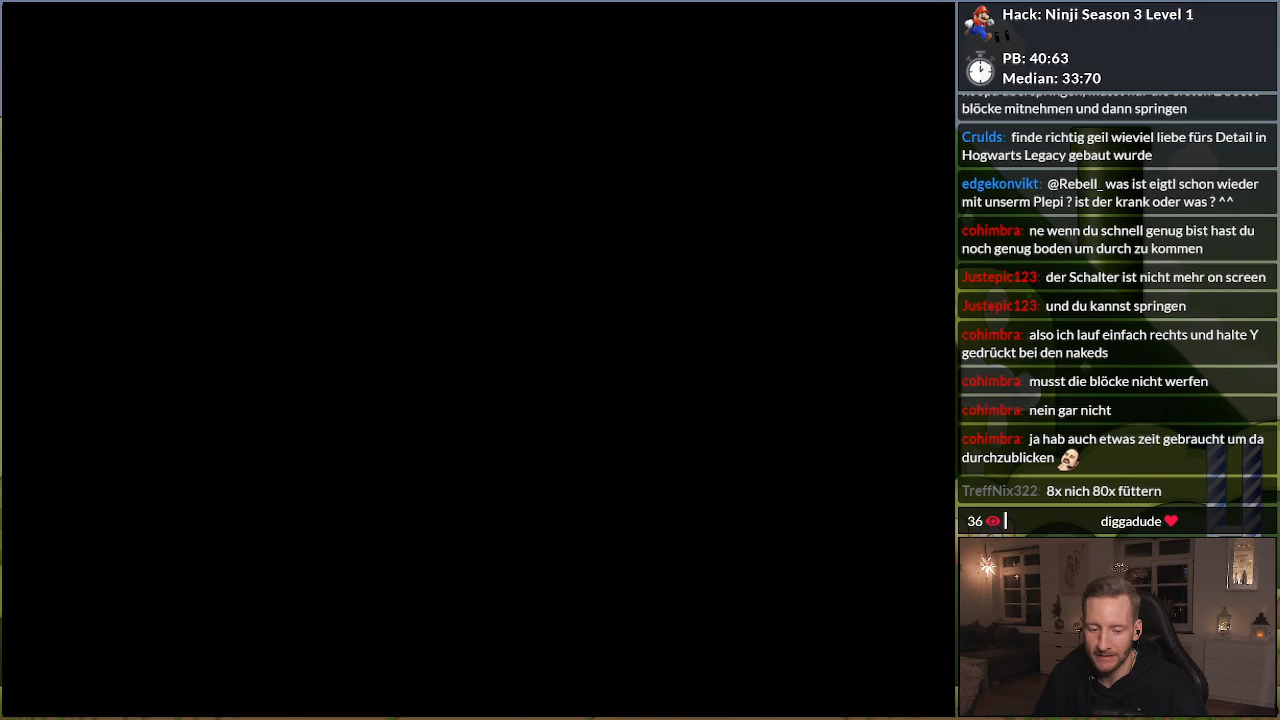 Hack: Ninji Season 3 Level 1
PB: 40:63
Median: 33:70
blöcke mitnehmen und dann springen
Crulds: finde richtig geil wieviel liebe fürs Detail in
Hogwarts Legacy gebaut wurde
edgekonvikt: @Rebell_ was ist eigtl schon wieder
mit unserm Plepi ? ist der krank oder was ? ^^
cohimbra: ne wenn du schnell genug bist hast du
noch genug boden um durch zu kommen
Justepic123: der Schalter ist nicht mehr on screen
Justepic123: und du kannst springen
cohimbra: also ich lauf einfach rechts und halte Y
gedrückt bei den nakeds
cohimbra: musst die blöcke nicht werfen
cohimbra: nein gar nicht
cohimbra: ja hab auch etwas zeit gebraucht um da
durchzublicken
TreffNix322: 8x nich 80x füttern
36
diggadude